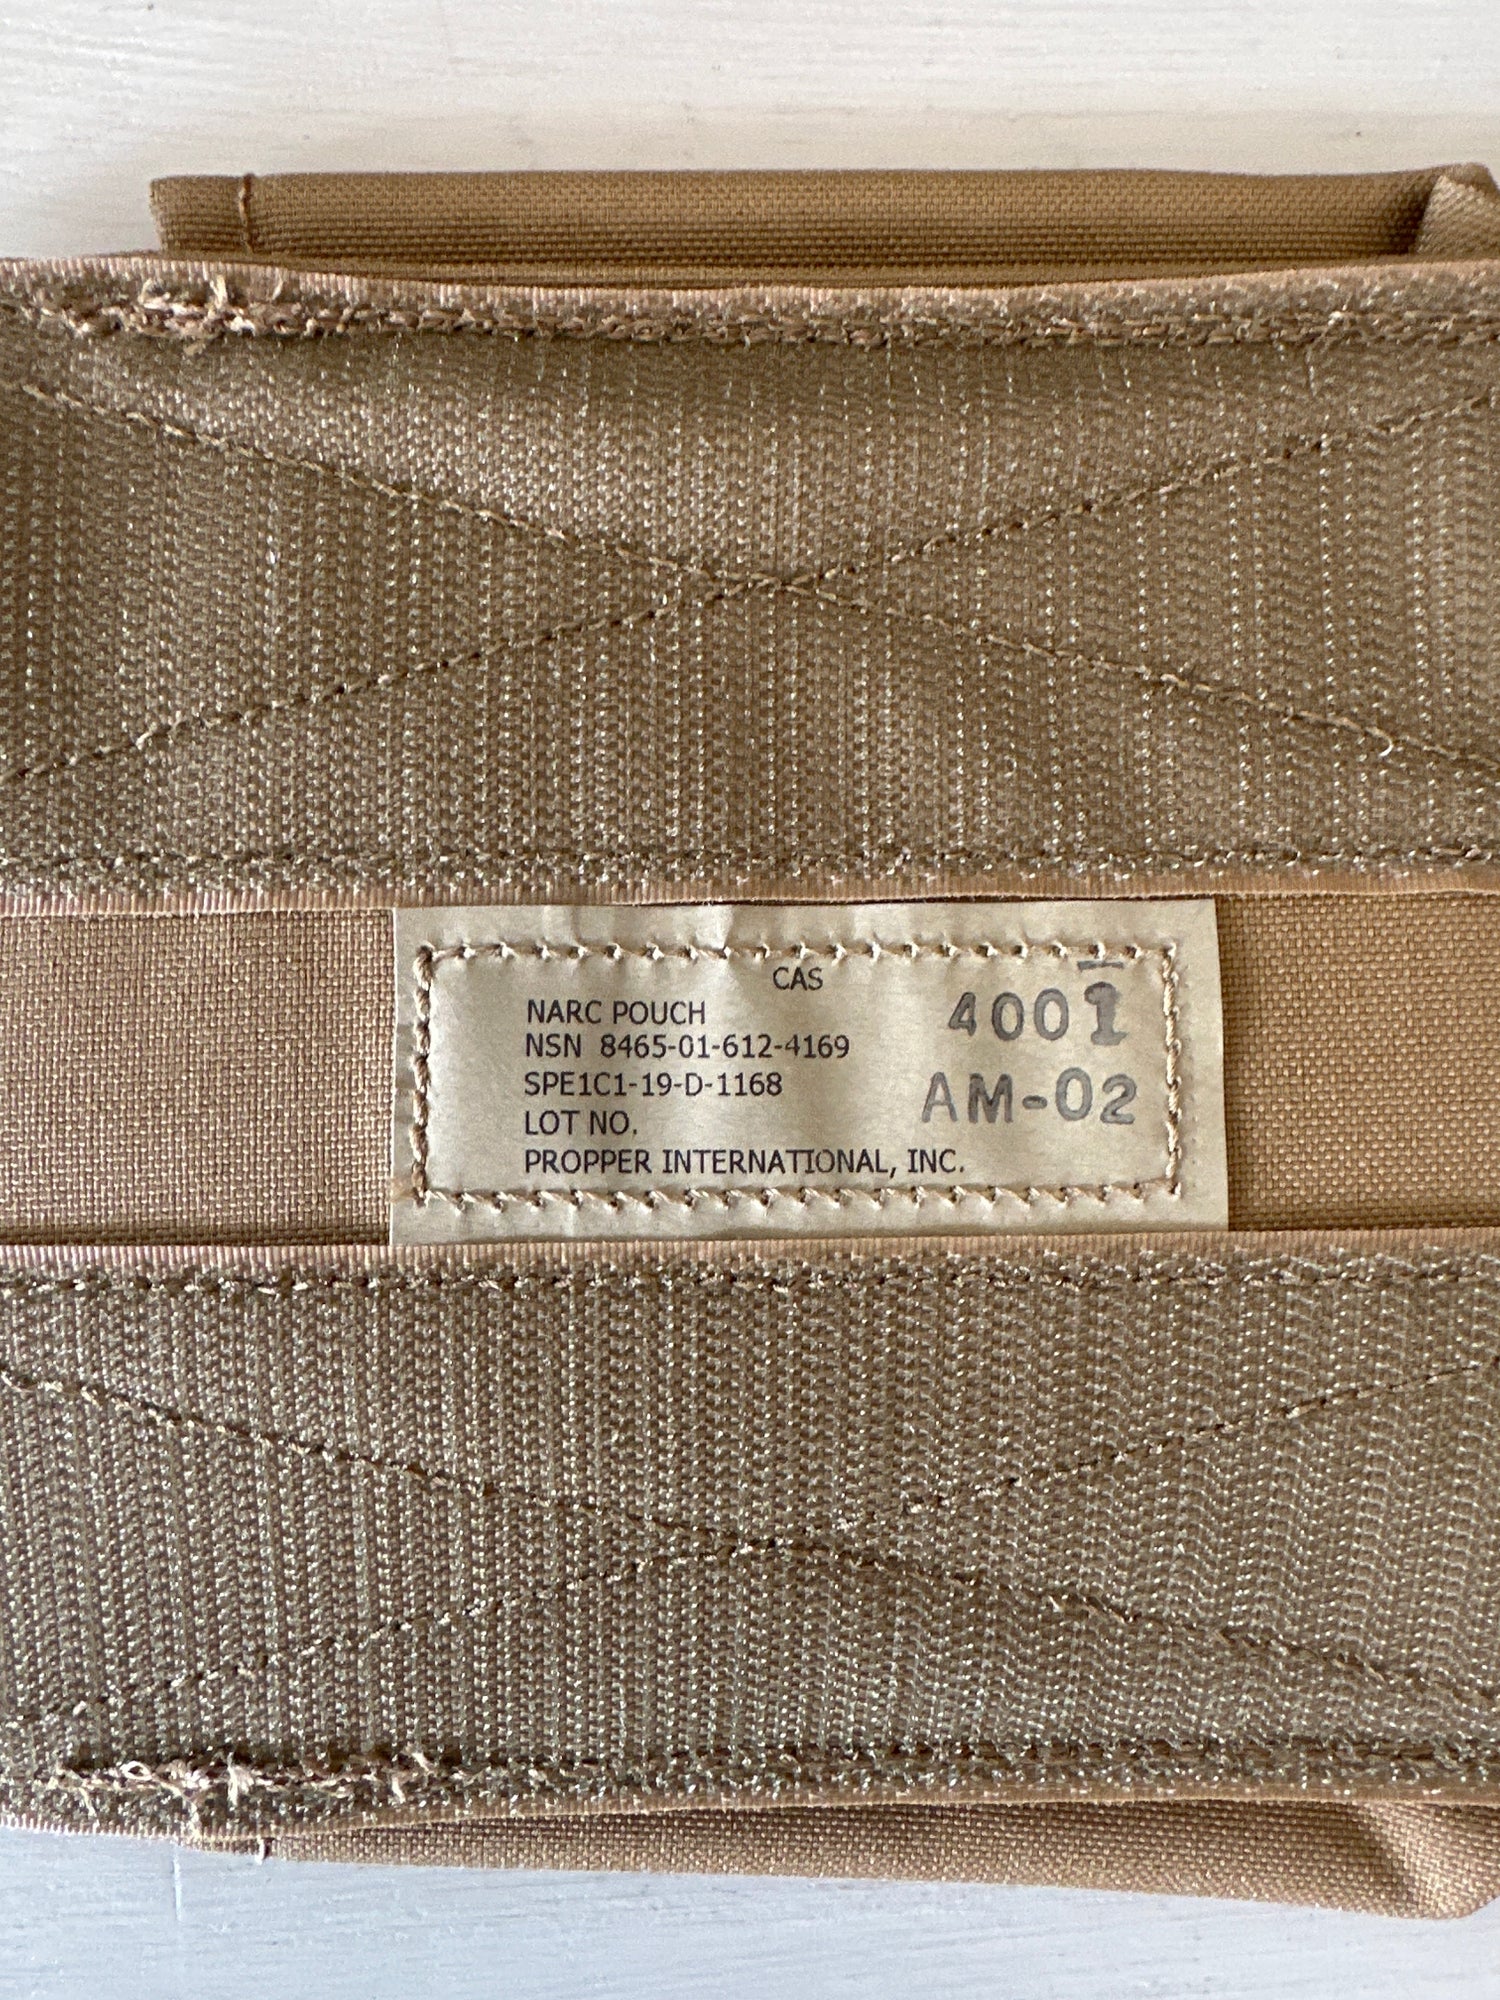 CAS
NARC POUCH
NSN 8465-01-612-4169
SPE1C1-19-D-1168
LOT NO.
PROPPER INTERNATIONAL, INC.
4001
AM-02